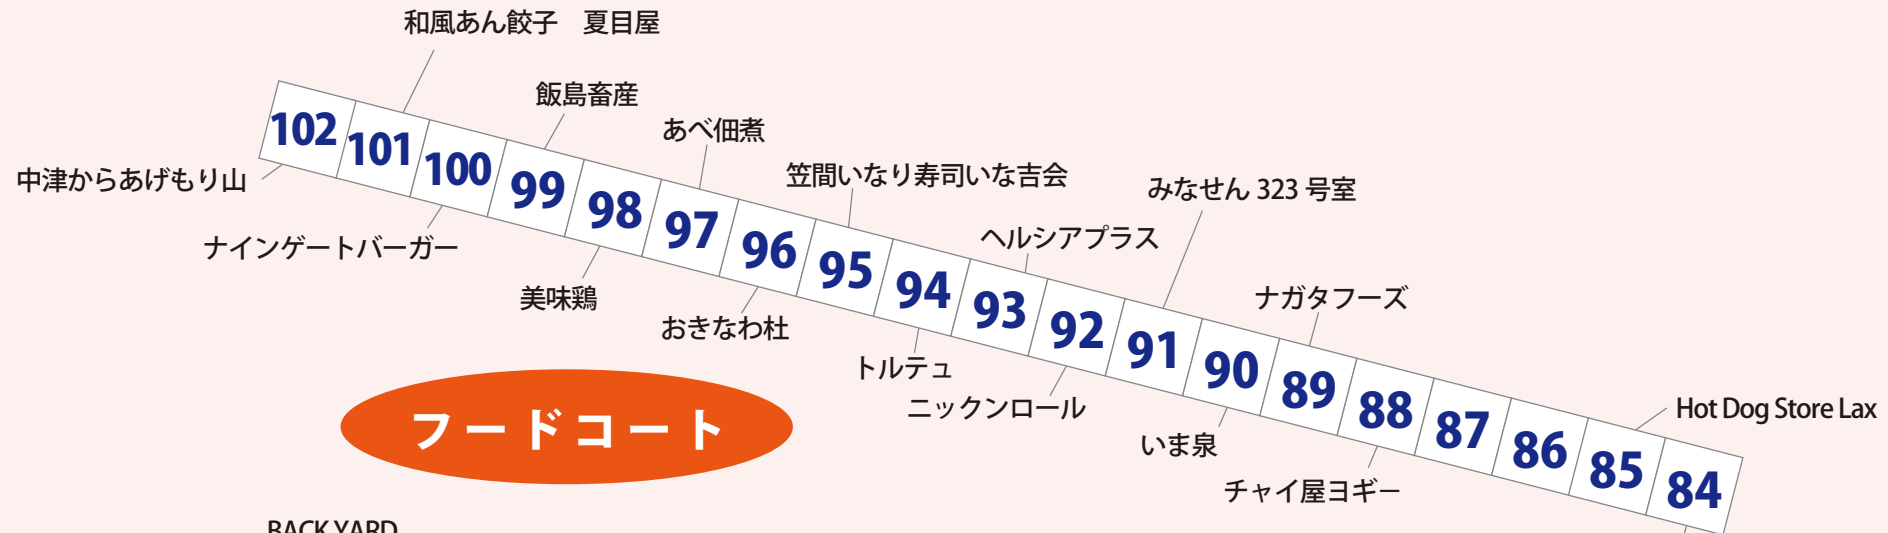 和風あん餃子　夏目屋
飯島畜産
あべ佃煮
笠間いなり寿司いな吉会
みなせん 323 号室
ヘルシアプラス
ナガタフーズ
Hot Dog Store Lax
102
101
100
99
98
97
96
95
94
93
92
91
90
89
88
87
86
85
84
中津からあげもり山
ナインゲートバーガー
美味鶏
おきなわ杜
トルテュ
ニックンロール
いま泉
チャイ屋ヨギー
フードコート
BACK YARD